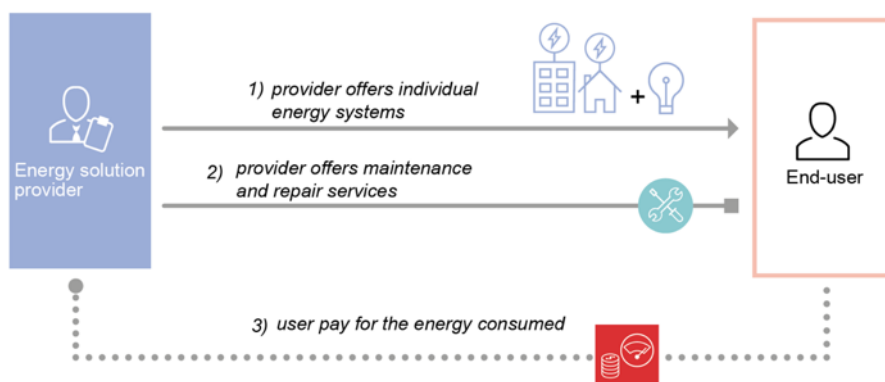 1) provider offers individual
energy systems
+
Energy solution
provider
2) provider offers maintenance
and repair services
End-user
3) user pay for the energy consumed